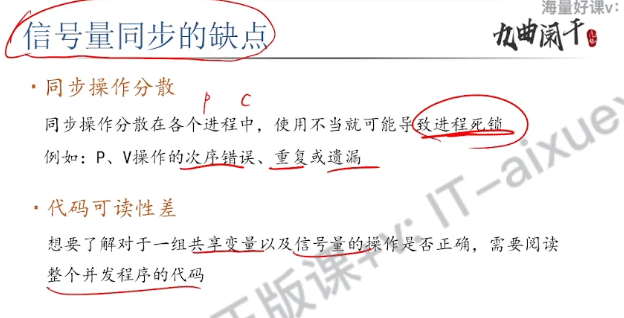 海量好课v:
信号量同步的缺点
九曲阑干
· 同步操作分散
P C
同步操作分散在各个进程中，使用不当就可能导致进程死锁
例如：P、V操作的次序错误、重复或遗漏
· 代码可读性差
想要了解对于一组共享变量以及信号量的操作是否正确，需要阅读
整个并发程序的代码
正版课+v: IT-aixue